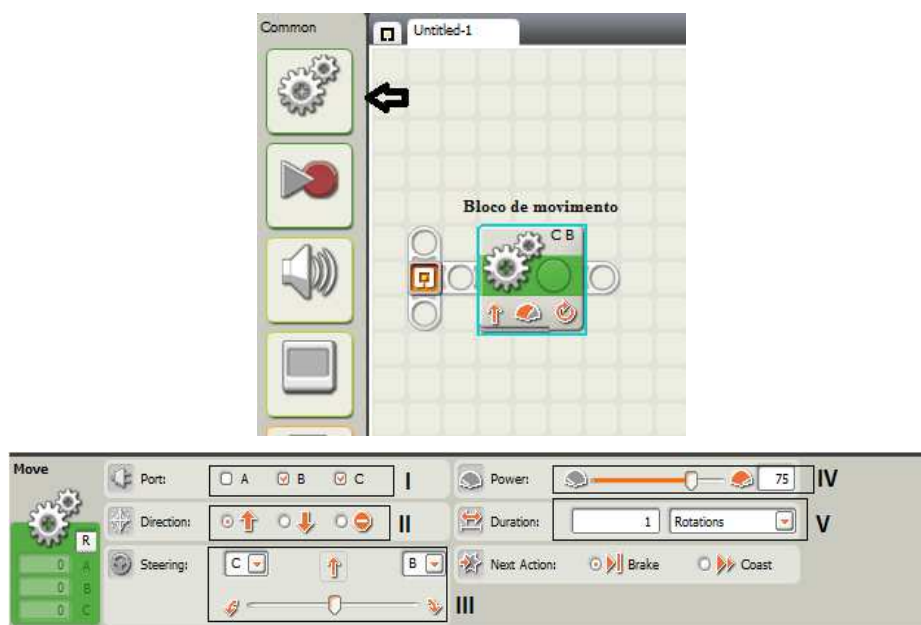 Common
Untitled-1
Bloco de movimento
C B
Move
Port: A B C I Power: 75 IV
Direction: II Duration: 1 Rotations V
R
0 A Steering: C B Next Action: Brake Coast
0 B
0 C III